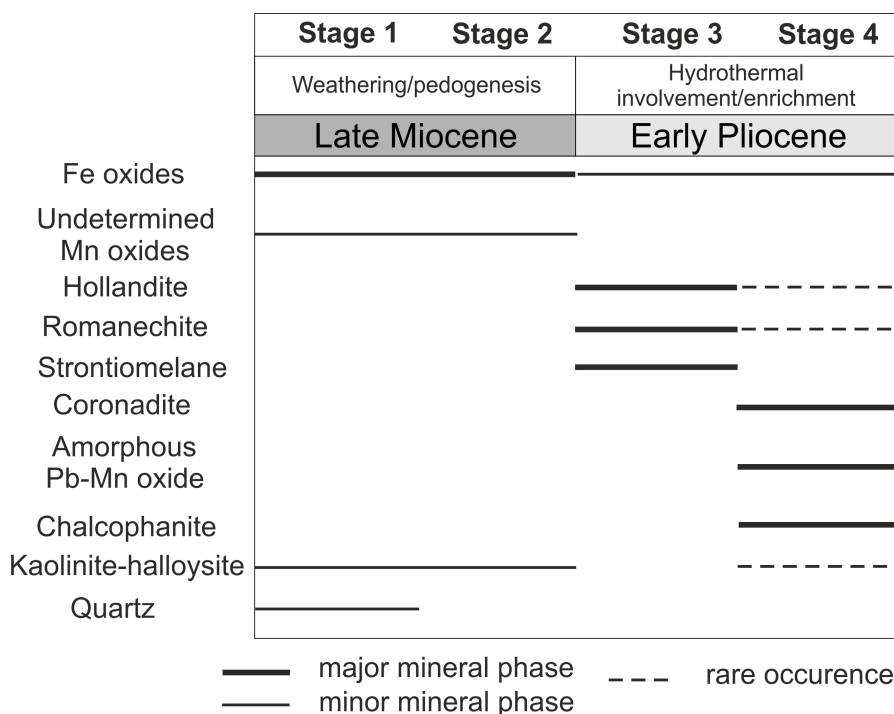 Stage 1 Stage 2 Stage 3 Stage 4
Weathering/pedogenesis
Hydrothermal
involvement/enrichment
Late Miocene Early Pliocene
Fe oxides
Undetermined
Mn oxides
Hollandite
Romanechite
Strontiomelane
Coronadite
Amorphous
Pb-Mn oxide
Chalcophanite
Kaolinite-halloysite
Quartz
major mineral phase
rare occurence
minor mineral phase